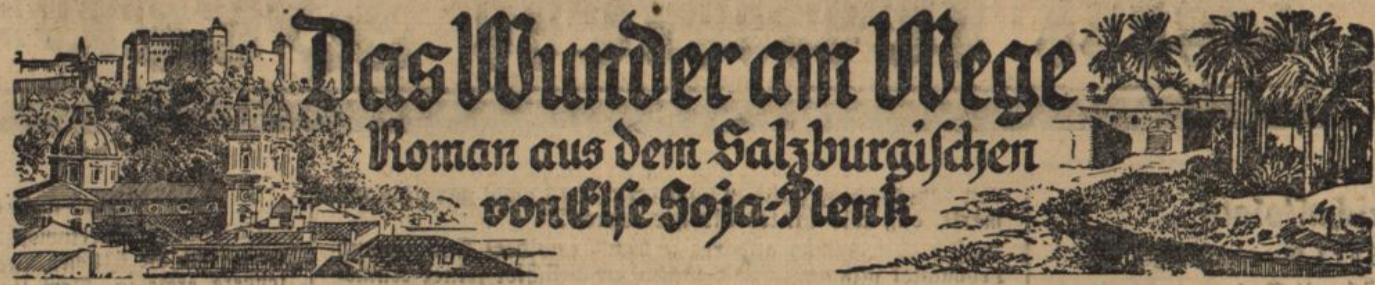 Das Wunder am Wege
Roman aus dem Salzburgischen
von Else Soja-Plenk